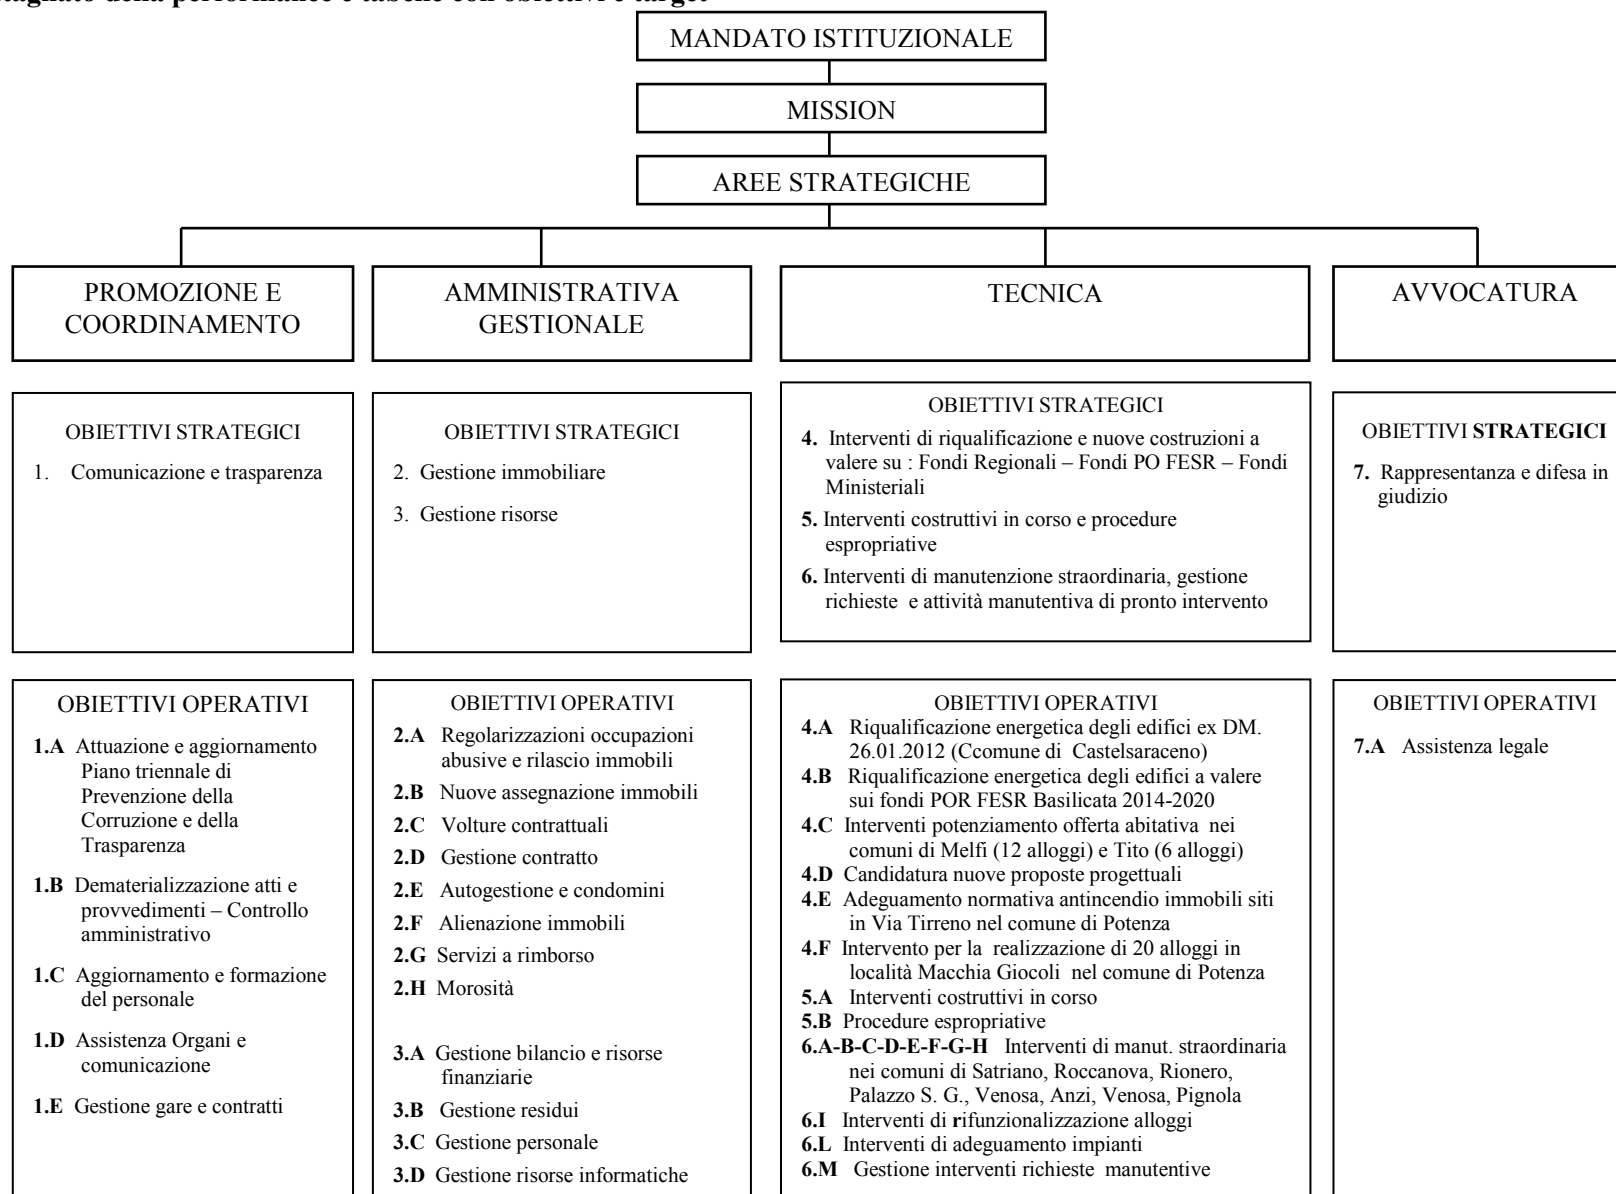 della performance e tabelle con obiettivi e target
MANDATO ISTITUZIONALE
MISSION
AREE STRATEGICHE
PROMOZIONE E
COORDINAMENTO
AMMINISTRATIVA
GESTIONALE
TECNICA
AVVOCATURA
OBIETTIVI STRATEGICI
1. Comunicazione e trasparenza
OBIETTIVI STRATEGICI
2. Gestione immobiliare
3. Gestione risorse
OBIETTIVI STRATEGICI
4. Interventi di riqualificazione e nuove costruzioni a
valere su : Fondi Regionali – Fondi PO FESR – Fondi
Ministeriali
5. Interventi costruttivi in corso e procedure
espropriative
6. Interventi di manutenzione straordinaria, gestione
richieste e attività manutentiva di pronto intervento
OBIETTIVI STRATEGICI
7. Rappresentanza e difesa in
giudizio
OBIETTIVI OPERATIVI
1.A Attuazione e aggiornamento
Piano triennale di
Prevenzione della
Corruzione e della
Trasparenza
1.B Dematerializzazione atti e
provvedimenti – Controllo
amministrativo
1.C Aggiornamento e formazione
del personale
1.D Assistenza Organi e
comunicazione
1.E Gestione gare e contratti
OBIETTIVI OPERATIVI
2.A Regolarizzazioni occupazioni
abusive e rilascio immobili
2.B Nuove assegnazione immobili
2.C Volture contrattuali
2.D Gestione contratto
2.E Autogestione e condomini
2.F Alienazione immobili
2.G Servizi a rimborso
2.H Morosità
3.A Gestione bilancio e risorse
finanziarie
3.B Gestione residui
3.C Gestione personale
3.D Gestione risorse informatiche
OBIETTIVI OPERATIVI
4.A Riqualificazione energetica degli edifici ex DM.
26.01.2012 (Ccomune di Castelsaraceno)
4.B Riqualificazione energetica degli edifici a valere
sui fondi POR FESR Basilicata 2014-2020
4.C Interventi potenziamento offerta abitativa nei
comuni di Melfi (12 alloggi) e Tito (6 alloggi)
4.D Candidatura nuove proposte progettuali
4.E Adeguamento normativa antincendio immobili siti
in Via Tirreno nel comune di Potenza
4.F Intervento per la realizzazione di 20 alloggi in
località Macchia Giocoli nel comune di Potenza
5.A Interventi costruttivi in corso
5.B Procedure espropriative
6.A-B-C-D-E-F-G-H Interventi di manut. straordinaria
nei comuni di Satriano, Roccanova, Rionero,
Palazzo S. G., Venosa, Anzi, Venosa, Pignola
6.I Interventi di rifunzionalizzazione alloggi
6.L Interventi di adeguamento impianti
6.M Gestione interventi richieste manutentive
OBIETTIVI OPERATIVI
7.A Assistenza legale